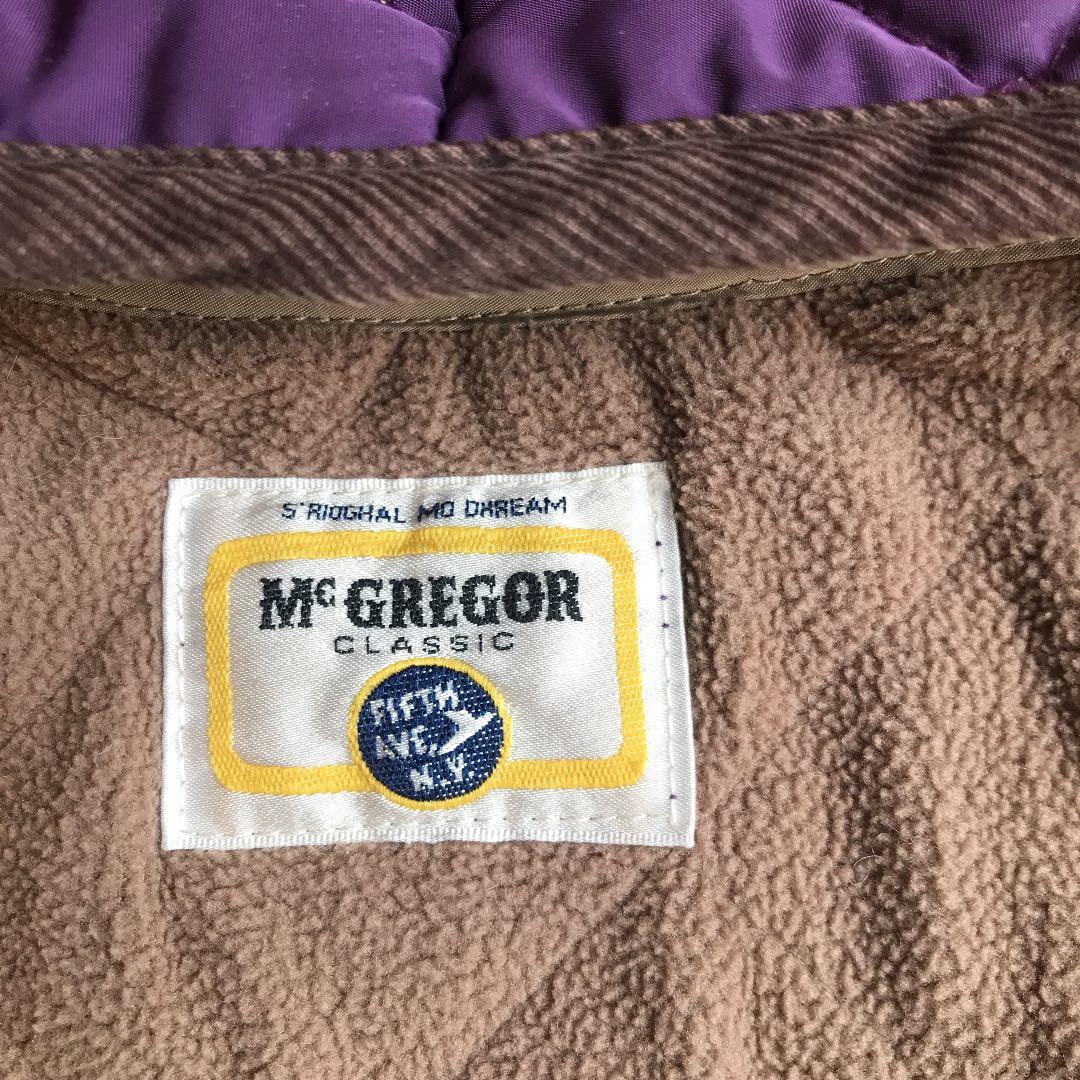 S'RIOGHAL MO DHREAM
McGREGOR
CLASSIC
FIFTH
AVE.
N.Y.